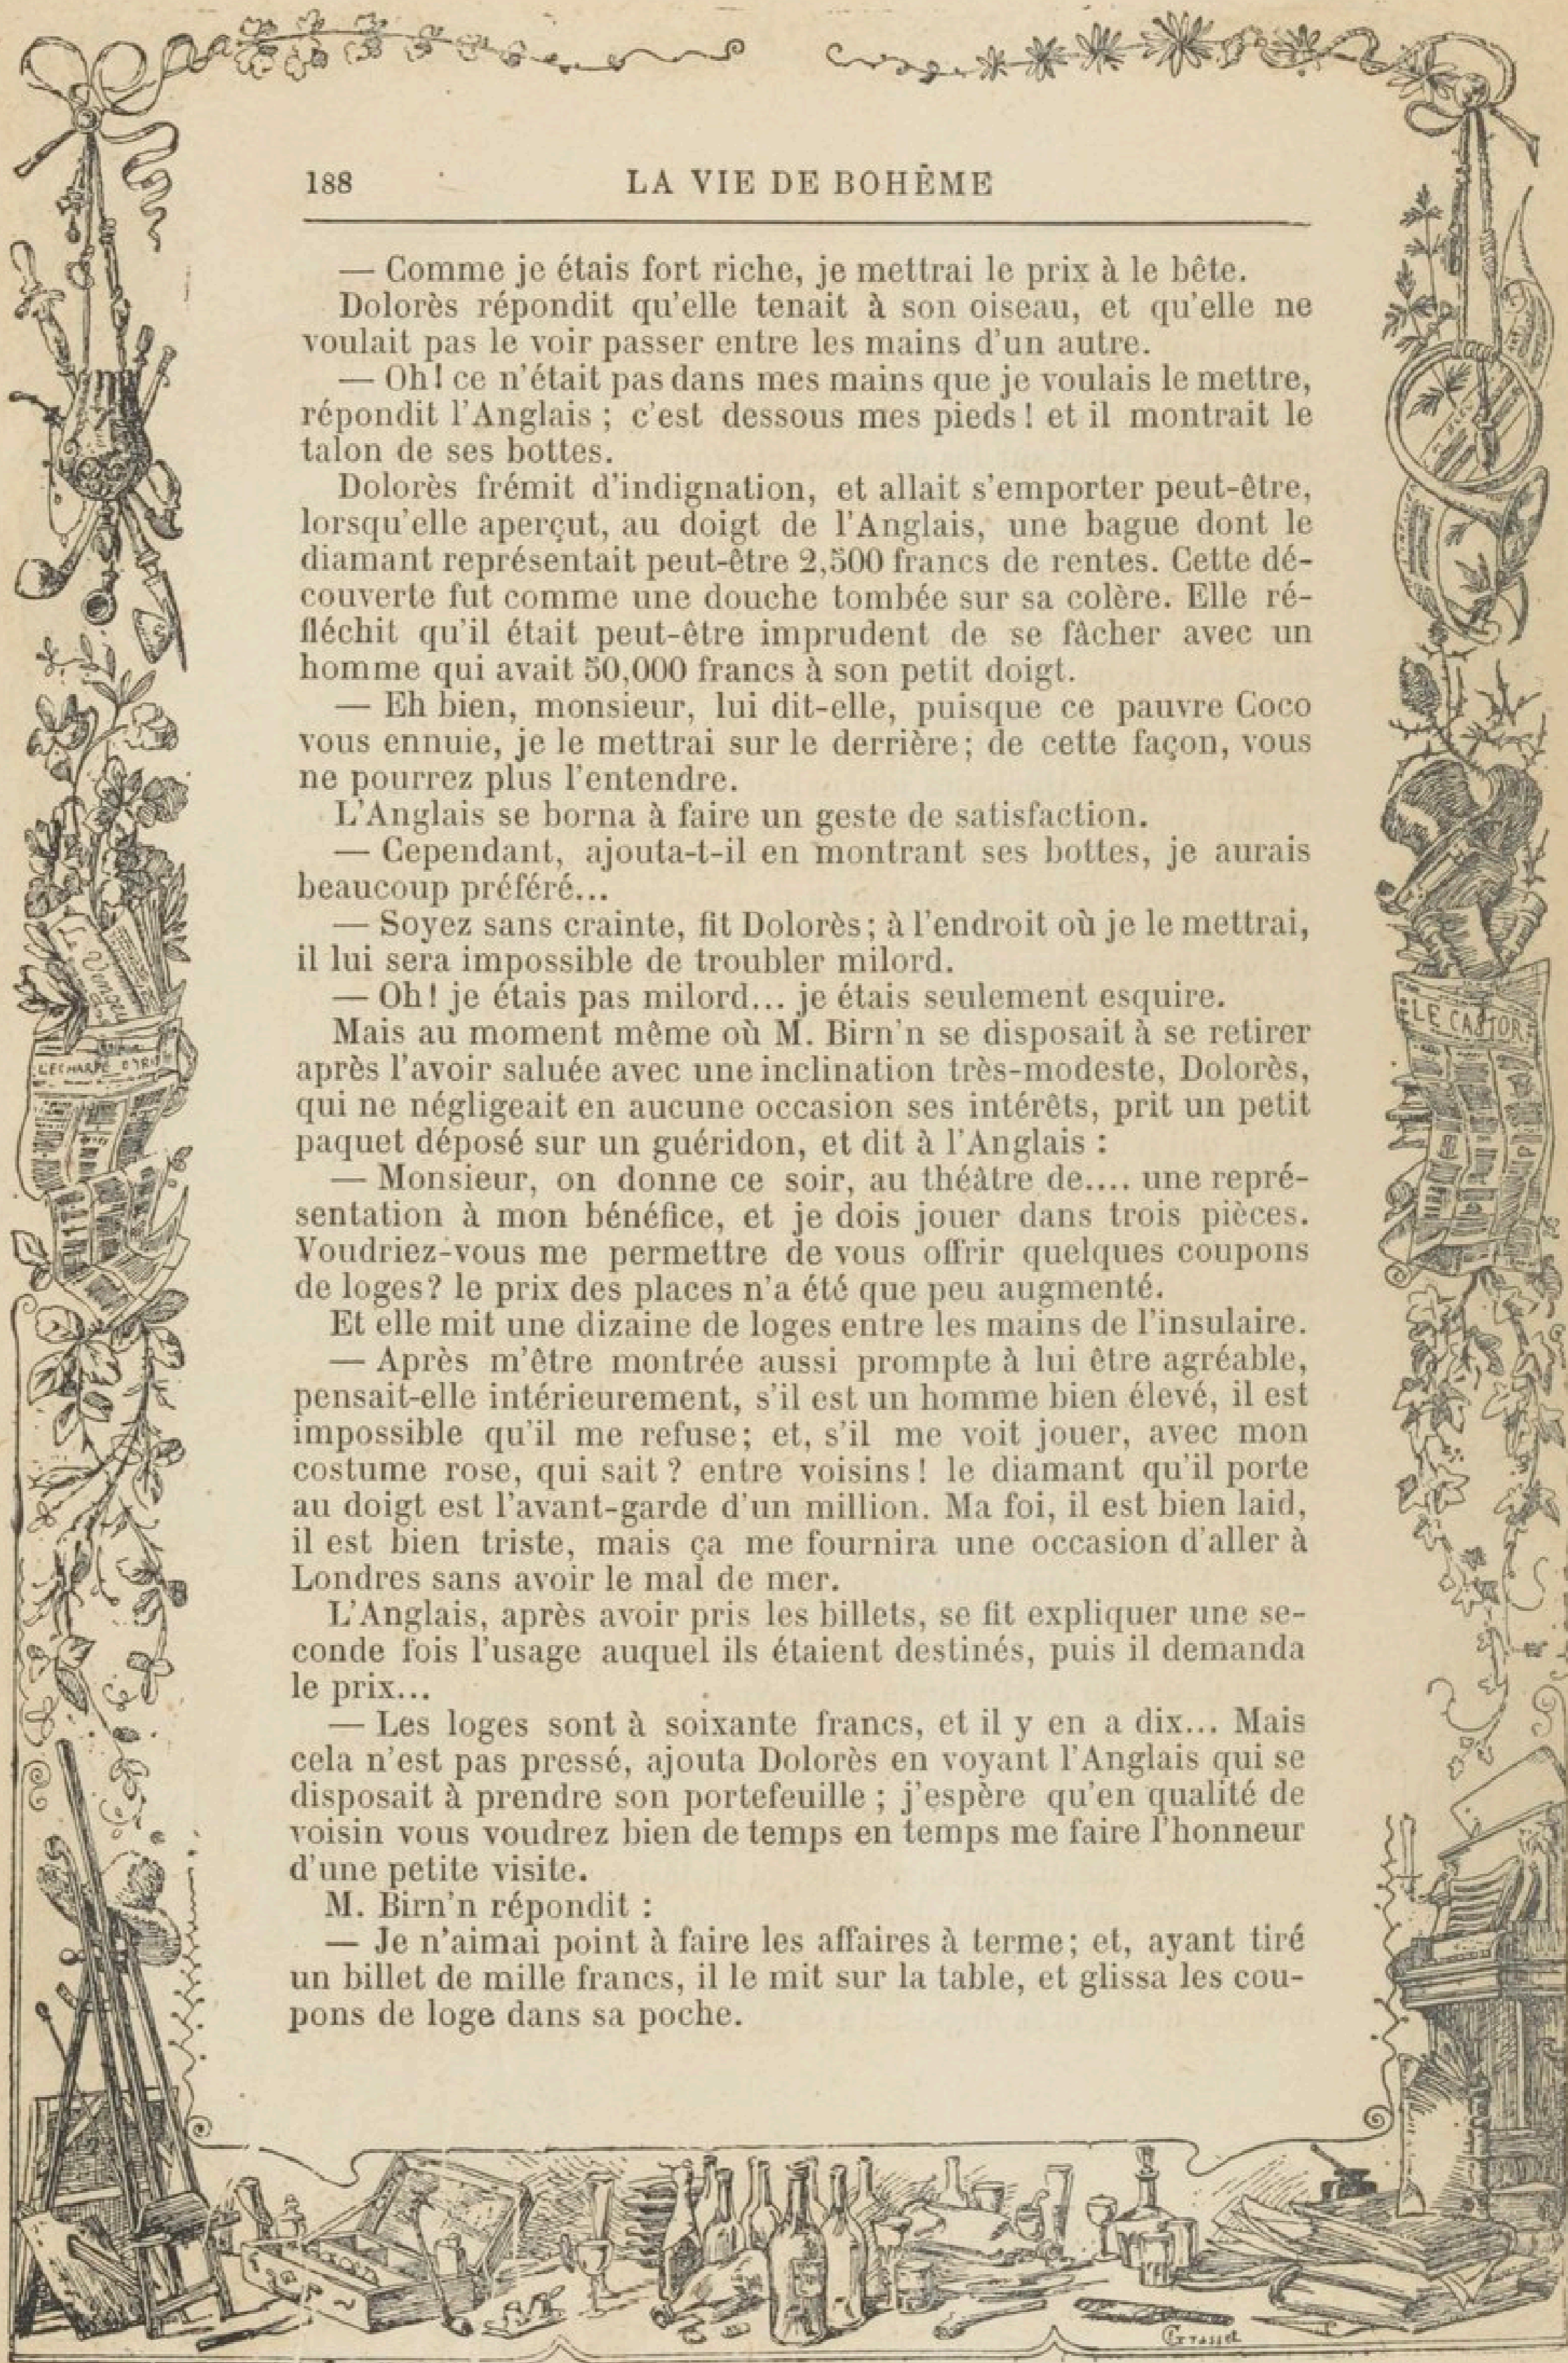 188 LA VIE DE BOHÊME
— Comme je étais fort riche, je mettrai le prix à le bête.
Dolorès répondit qu'elle tenait à son oiseau, et qu'elle ne
voulait pas le voir passer entre les mains d'un autre.
— Oh! ce n'était pas dans mes mains que je voulais le mettre,
répondit l'Anglais ; c'est dessous mes pieds ! et il montrait le
talon de ses bottes.
Dolorès frémit d'indignation, et allait s'emporter peut-être,
lorsqu'elle aperçut, au doigt de l'Anglais, une bague dont le
diamant représentait peut-être 2,500 francs de rentes. Cette dé-
couverte fut comme une douche tombée sur sa colère. Elle ré-
fléchit qu'il était peut-être imprudent de se fâcher avec un
homme qui avait 50,000 francs à son petit doigt.
— Eh bien, monsieur, lui dit-elle, puisque ce pauvre Coco
vous ennuie, je le mettrai sur le derrière; de cette façon, vous
ne pourrez plus l'entendre.
L'Anglais se borna à faire un geste de satisfaction.
— Cependant, ajouta-t-il en montrant ses bottes, je aurais
beaucoup préféré...
— Soyez sans crainte, fit Dolorès; à l'endroit où je le mettrai,
il lui sera impossible de troubler milord.
— Oh! je étais pas milord... je étais seulement esquire.
Mais au moment même où M. Birn'n se disposait à se retirer
après l'avoir saluée avec une inclination très-modeste, Dolorès,
qui ne négligeait en aucune occasion ses intérêts, prit un petit
paquet déposé sur un guéridon, et dit à l'Anglais :
— Monsieur, on donne ce soir, au théâtre de.... une repré-
sentation à mon bénéfice, et je dois jouer dans trois pièces.
Voudriez-vous me permettre de vous offrir quelques coupons
de loges? le prix des places n'a été que peu augmenté.
Et elle mit une dizaine de loges entre les mains de l'insulaire.
— Après m'être montrée aussi prompte à lui être agréable,
pensait-elle intérieurement, s'il est un homme bien élevé, il est
impossible qu'il me refuse; et, s'il me voit jouer, avec mon
costume rose, qui sait ? entre voisins ! le diamant qu'il porte
au doigt est l'avant-garde d'un million. Ma foi, il est bien laid,
il est bien triste, mais ça me fournira une occasion d'aller à
Londres sans avoir le mal de mer.
L'Anglais, après avoir pris les billets, se fit expliquer une se-
conde fois l'usage auquel ils étaient destinés, puis il demanda
le prix...
— Les loges sont à soixante francs, et il y en a dix... Mais
cela n'est pas pressé, ajouta Dolorès en voyant l'Anglais qui se
disposait à prendre son portefeuille ; j'espère qu'en qualité de
voisin vous voudrez bien de temps en temps me faire l'honneur
d'une petite visite.
M. Birn'n répondit :
— Je n'aimai point à faire les affaires à terme; et, ayant tiré
un billet de mille francs, il le mit sur la table, et glissa les cou-
pons de loge dans sa poche.
L'ECHARPE D'IRIS
LE CASTOR
Grasset